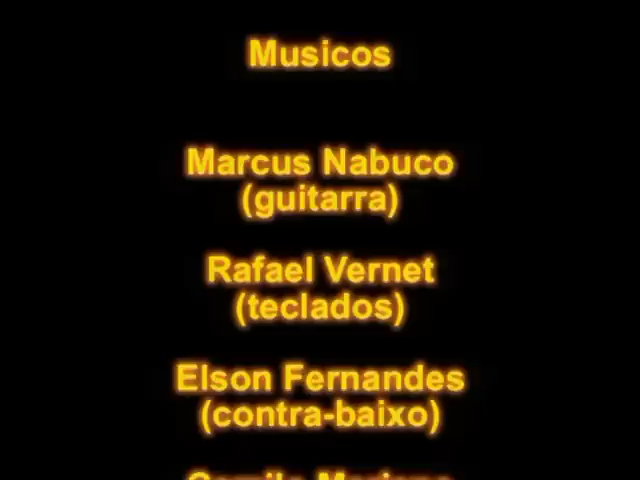 Musicos
Marcus Nabuco
(guitarra)
Rafael Vernet
(teclados)
Elson Fernandes
(contra-baixo)